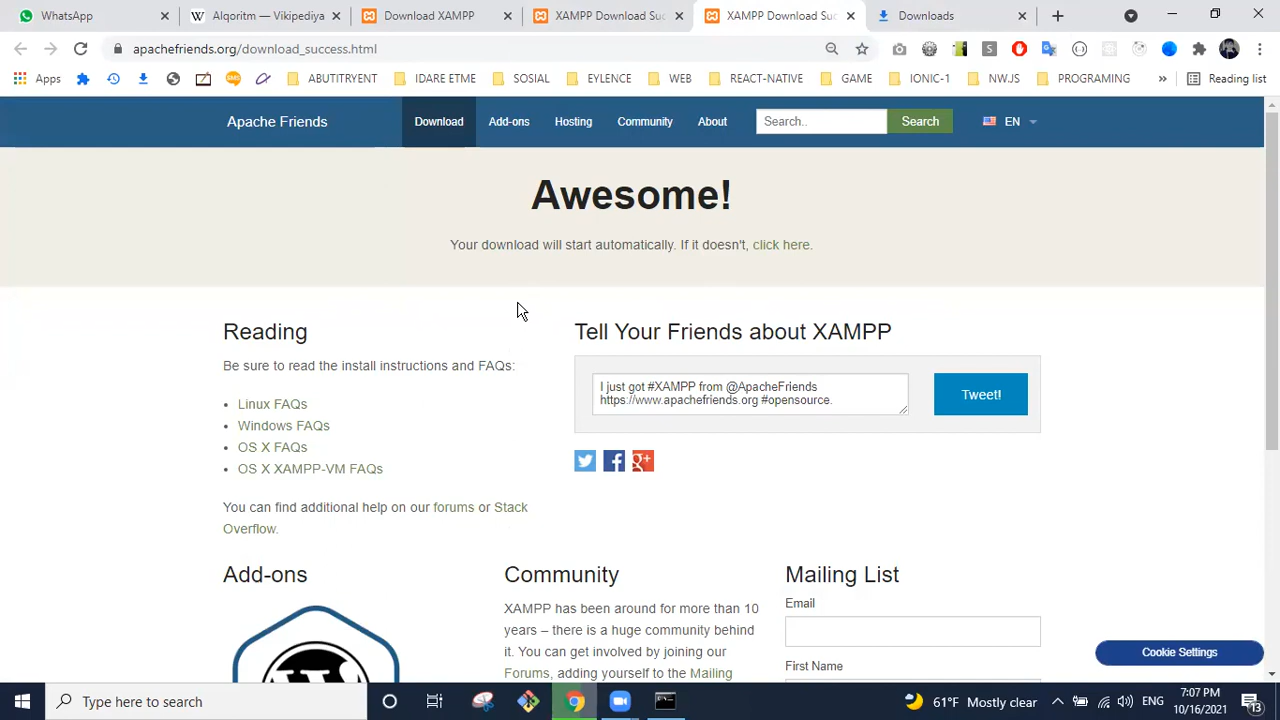 WhatsApp
Alqoritm — Vikipediya
Download XAMPP
XAMPP Download Suc
XAMPP Download Suc
Downloads
apachefriends.org/download_success.html
Apps
ABUTITRYENT
IDARE ETME
SOSIAL
EYLENCE
WEB
REACT-NATIVE
GAME
IONIC-1
NW.JS
PROGRAMING
»
Reading list
Apache Friends
Download
Add-ons
Hosting
Community
About
Search..
Search
EN
Awesome!
Your download will start automatically. If it doesn't, click here.
Reading
Be sure to read the install instructions and FAQs:
• Linux FAQs
• Windows FAQs
• OS X FAQs
• OS X XAMPP-VM FAQs
You can find additional help on our forums or Stack
Overflow.
Tell Your Friends about XAMPP
I just got #XAMPP from @ApacheFriends
https://www.apachefriends.org #opensource.
Tweet!
Add-ons
Community
XAMPP has been around for more than 10
years – there is a huge community behind
it. You can get involved by joining our
Forums, adding yourself to the Mailing
Mailing List
Email
First Name
Cookie Settings
Type here to search
61°F Mostly clear
ENG
7:07 PM
10/16/2021
13